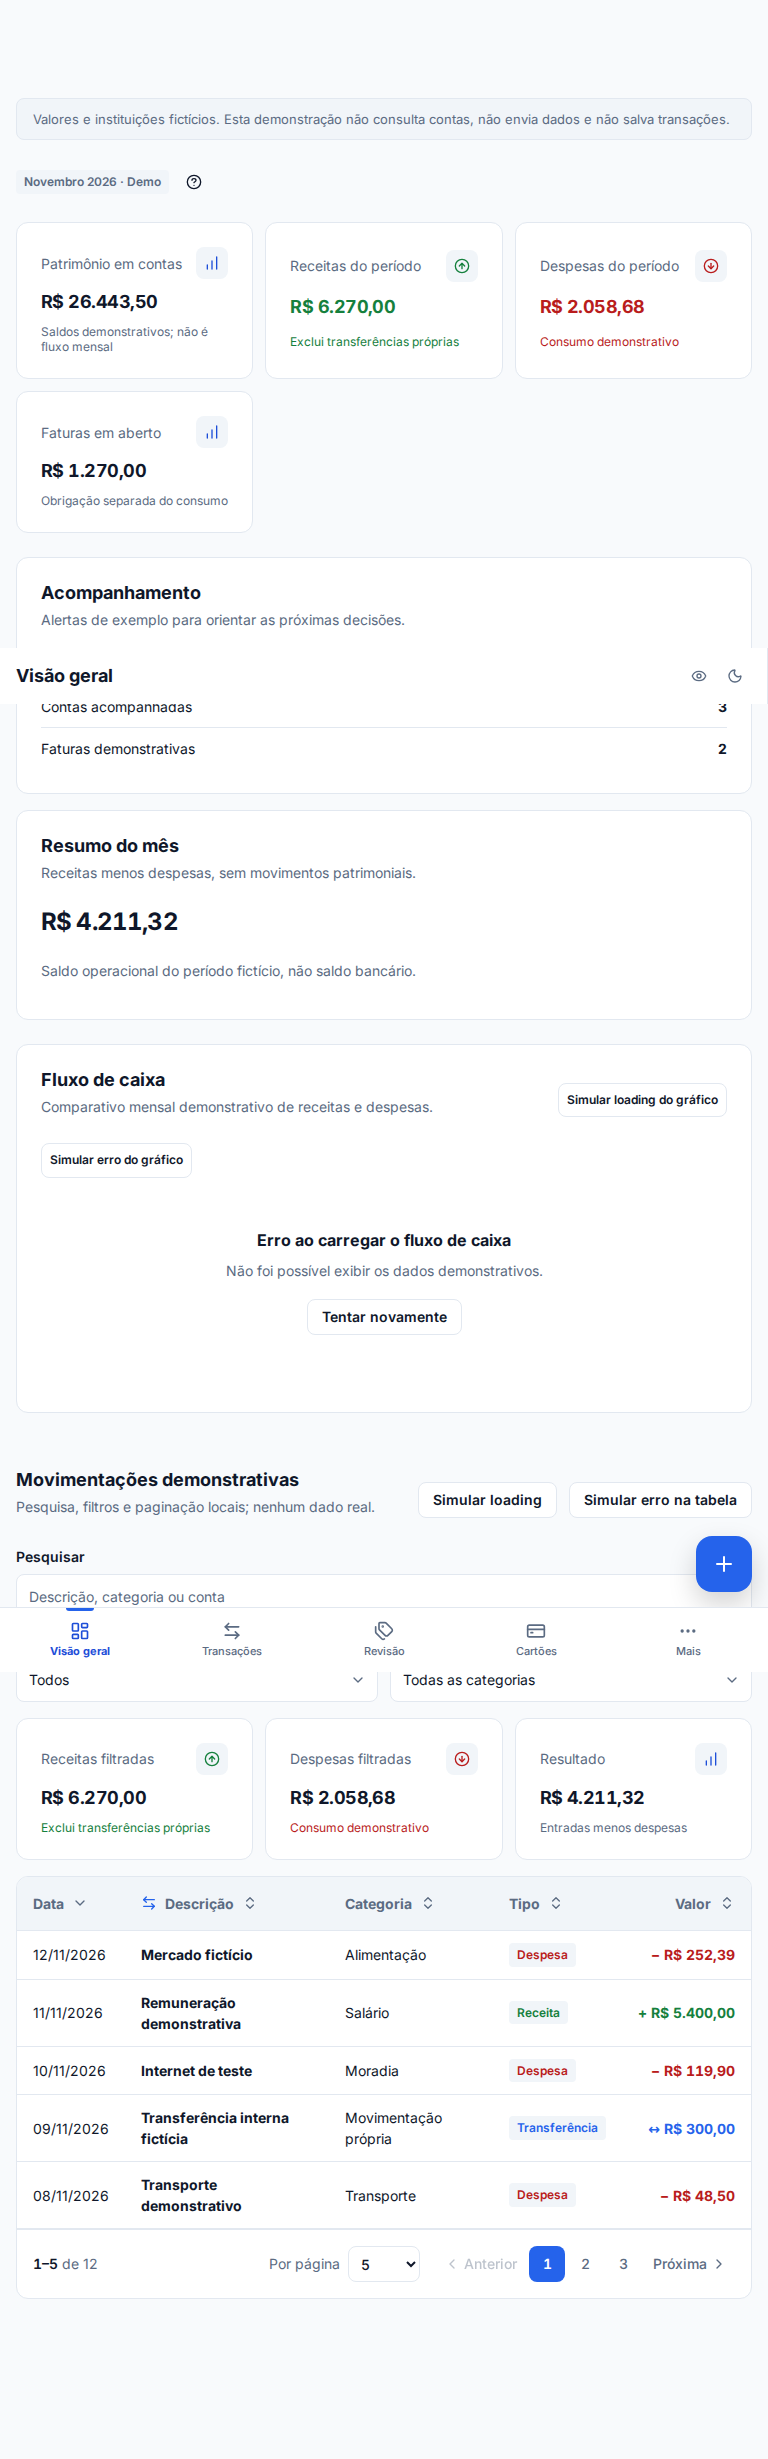 Valores e instituições fictícios. Esta demonstração não consulta contas, não envia dados e não salva transações.
Novembro 2026 · Demo
Patrimônio em contas
R$ 26.443,50
Saldos demonstrativos; não é
fluxo mensal
Receitas do período
R$ 6.270,00
Exclui transferências próprias
Despesas do período
R$ 2.058,68
Consumo demonstrativo
Faturas em aberto
R$ 1.270,00
Obrigação separada do consumo
Acompanhamento
Alertas de exemplo para orientar as próximas decisões.
Visão geral
Contas acompanhadas 3
Faturas demonstrativas 2
Resumo do mês
Receitas menos despesas, sem movimentos patrimoniais.
R$ 4.211,32
Saldo operacional do período fictício, não saldo bancário.
Fluxo de caixa
Comparativo mensal demonstrativo de receitas e despesas.
Simular loading do gráfico
Simular erro do gráfico
Erro ao carregar o fluxo de caixa
Não foi possível exibir os dados demonstrativos.
Tentar novamente
Movimentações demonstrativas
Pesquisa, filtros e paginação locais; nenhum dado real.
Simular loading
Simular erro na tabela
Pesquisar
Descrição, categoria ou conta
Visão geral
Transações
Revisão
Cartões
Mais
Todos
Todas as categorias
Receitas filtradas
R$ 6.270,00
Exclui transferências próprias
Despesas filtradas
R$ 2.058,68
Consumo demonstrativo
Resultado
R$ 4.211,32
Entradas menos despesas
Data Descrição Categoria Tipo Valor
12/11/2026 Mercado fictício Alimentação Despesa – R$ 252,39
11/11/2026 Remuneração
demonstrativa Salário Receita + R$ 5.400,00
10/11/2026 Internet de teste Moradia Despesa – R$ 119,90
09/11/2026 Transferência interna
fictícia Movimentação
própria Transferência ↔ R$ 300,00
08/11/2026 Transporte
demonstrativo Transporte Despesa – R$ 48,50
1–5 de 12 Por página 5 Anterior 1 2 3 Próxima